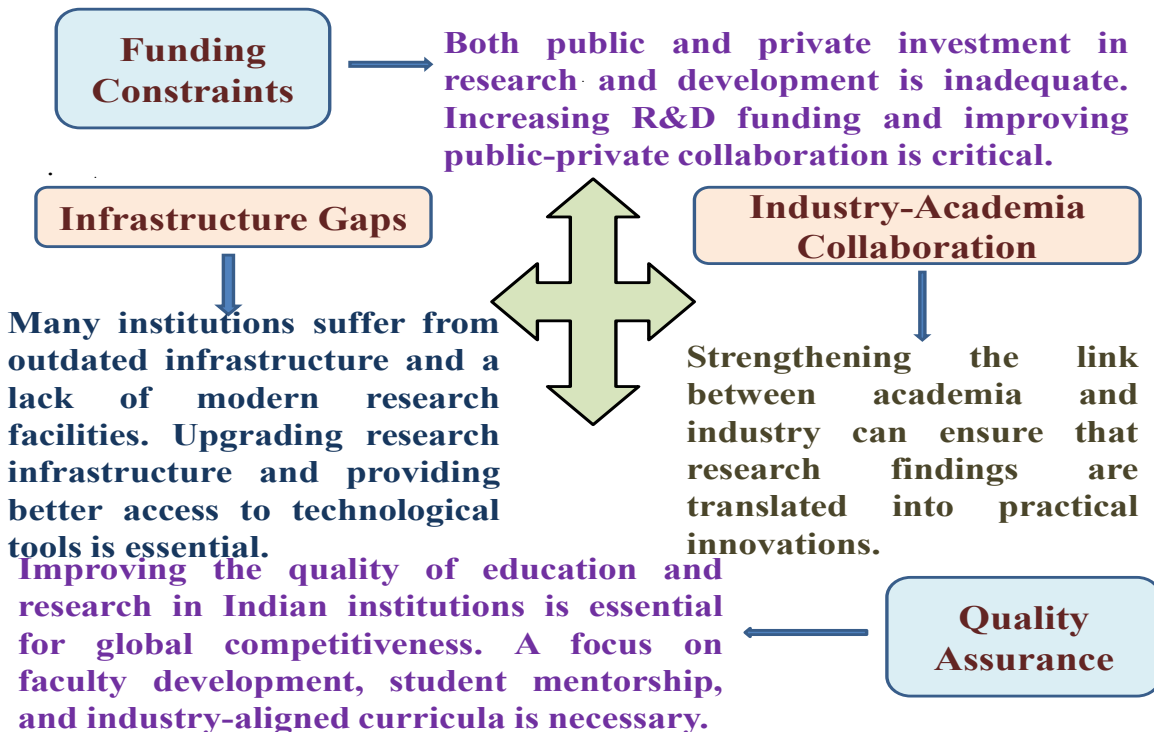 Funding
Constraints
Both public and private investment in
research and development is inadequate.
Increasing R&D funding and improving
public-private collaboration is critical.
Infrastructure Gaps
Many institutions suffer from
outdated infrastructure and a
lack of modern research
facilities. Upgrading research
infrastructure and providing
better access to technological
tools is essential.
Industry-Academia
Collaboration
Strengthening the link
between academia and
industry can ensure that
research findings are
translated into practical
innovations.
Improving the quality of education and
research in Indian institutions is essential
for global competitiveness. A focus on
faculty development, student mentorship,
and industry-aligned curricula is necessary.
Quality
Assurance